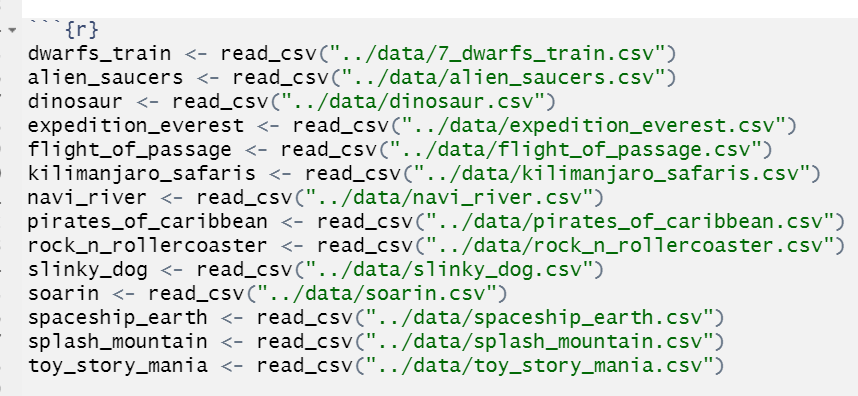 ```{r}
dwarfs_train <- read_csv("../data/7_dwarfs_train.csv")
alien_saucers <- read_csv("../data/alien_saucers.csv")
dinosaur <- read_csv("../data/dinosaur.csv")
expedition_everest <- read_csv("../data/expedition_everest.csv")
flight_of_passage <- read_csv("../data/flight_of_passage.csv")
kilimanjaro_safaris <- read_csv("../data/kilimanjaro_safaris.csv")
navi_river <- read_csv("../data/navi_river.csv")
pirates_of_caribbean <- read_csv("../data/pirates_of_caribbean.csv")
rock_n_rollercoaster <- read_csv("../data/rock_n_rollercoaster.csv")
slinky_dog <- read_csv("../data/slinky_dog.csv")
soarin <- read_csv("../data/soarin.csv")
spaceship_earth <- read_csv("../data/spaceship_earth.csv")
splash_mountain <- read_csv("../data/splash_mountain.csv")
toy_story_mania <- read_csv("../data/toy_story_mania.csv")